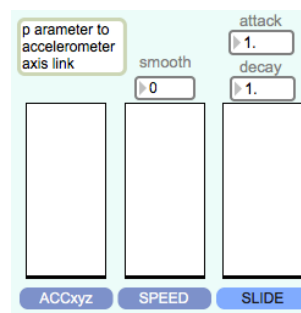 p arameter to
accelerometer
axis link
smooth
0
attack
1.
decay
1.
ACCxyz
SPEED
SLIDE